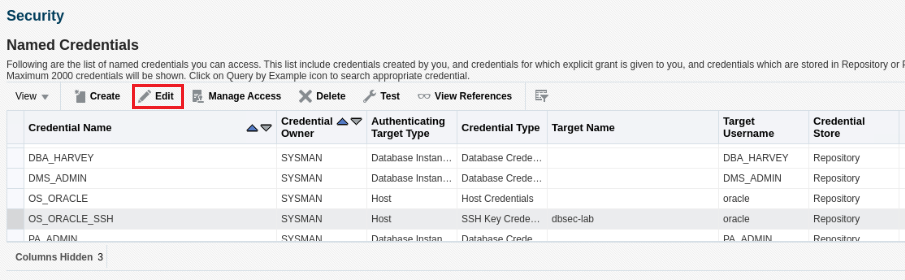 Security
Named Credentials
Following are the list of named credentials you can access. This list include credentials created by you, and credentials for which explicit grant is given to you, and credentials which are stored in Repository or
Maximum 2000 credentials will be shown. Click on Query by Example icon to search appropriate credential.
View Create Edit Manage Access Delete Test View References
Credential Name Credential Owner Authenticating Target Type Credential Type Target Name Target Username Credential Store
DBA_HARVEY SYSMAN Database Instan... Database Crede... DBA_HARVEY Repository
DMS_ADMIN SYSMAN Database Instan... Database Crede... DMS_ADMIN Repository
OS_ORACLE SYSMAN Host Host Credentials oracle Repository
OS_ORACLE_SSH SYSMAN Host SSH Key Crede... dbsec-lab oracle Repository
PA_ADMIN SYSMAN Database Instan... Database Crede... PA_ADMIN Repository
Columns Hidden 3